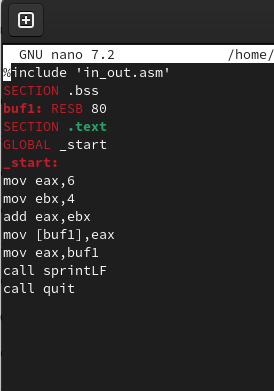 GNU nano 7.2 /home/
%include 'in_out.asm'
SECTION .bss
buf1: RESB 80
SECTION .text
GLOBAL _start
_start:
mov eax,6
mov ebx,4
add eax,ebx
mov [buf1],eax
mov eax,buf1
call sprintLF
call quit